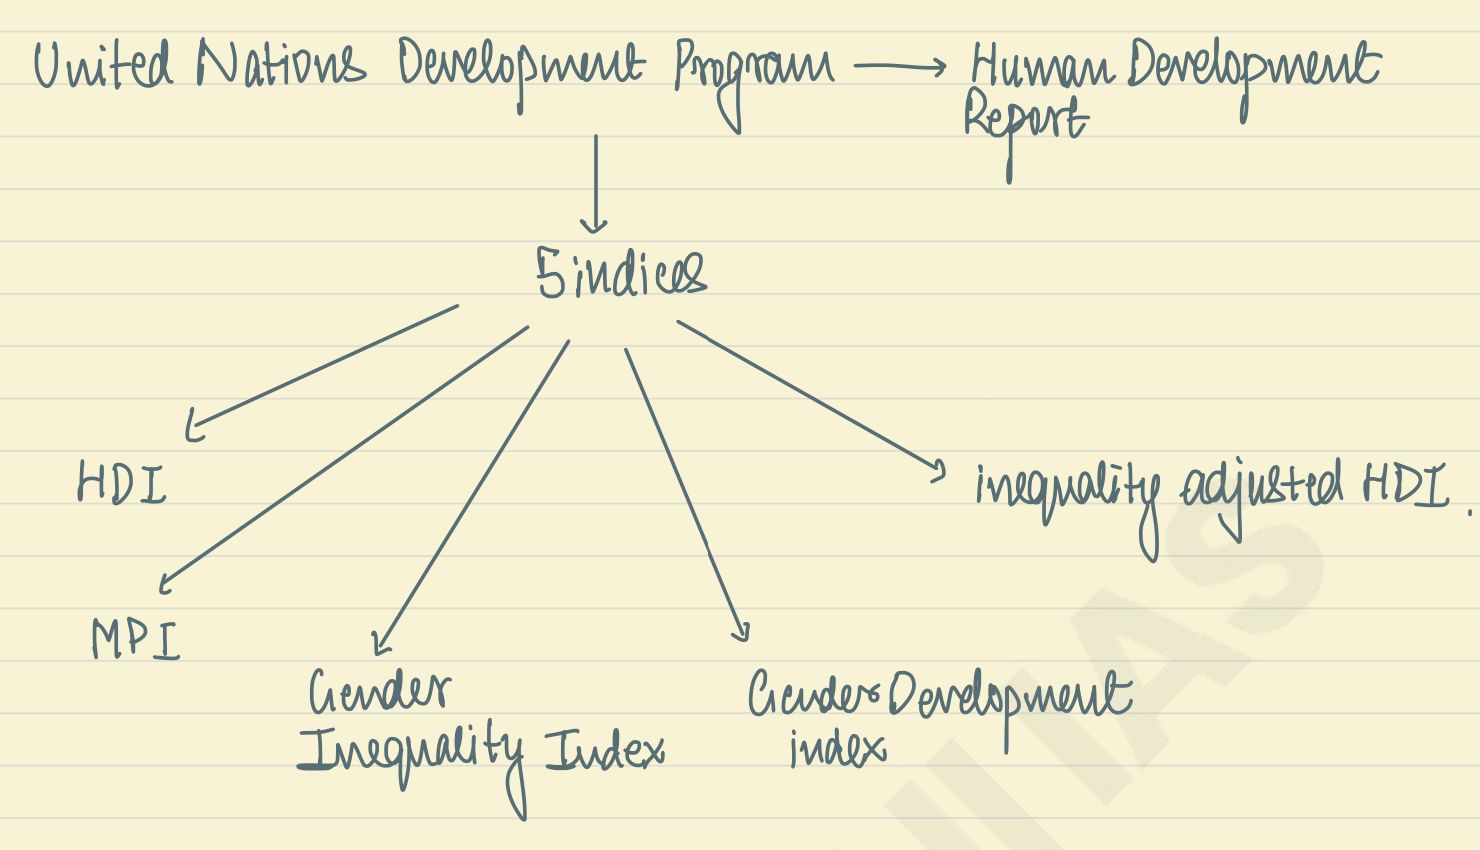 United Nations Development Program → Human Development
Report
5 indices
HDI
inequality adjusted HDI.
MPI
Gender
Inequality Index
Gender Development
index
IAS